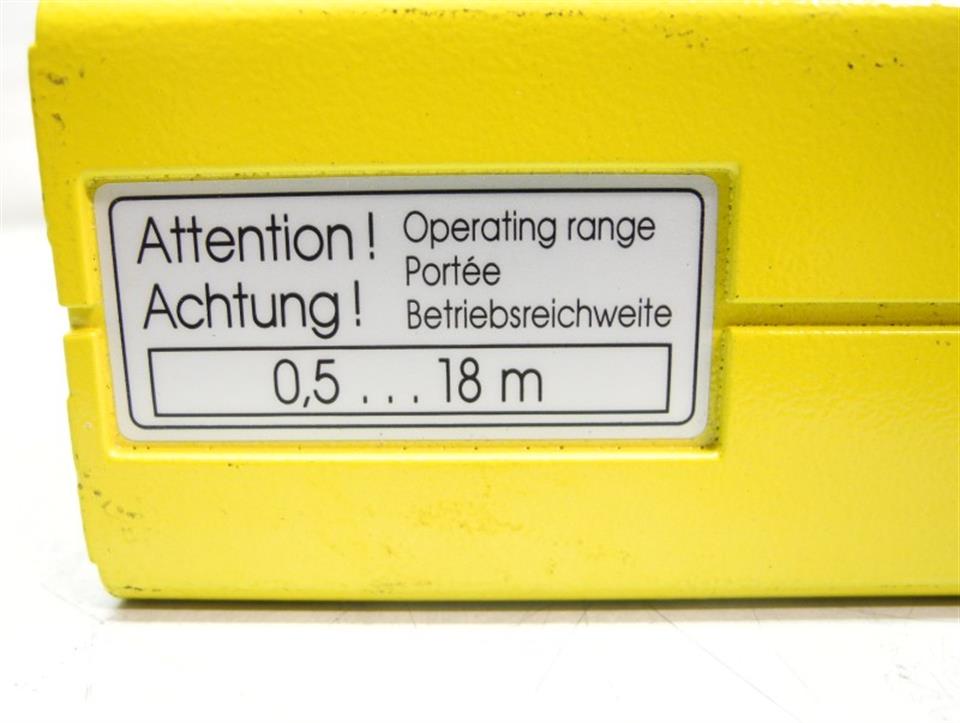 Attention!
Achtung!
Operating range
Portée
Betriebsreichweite
0,5 . . . 18 m